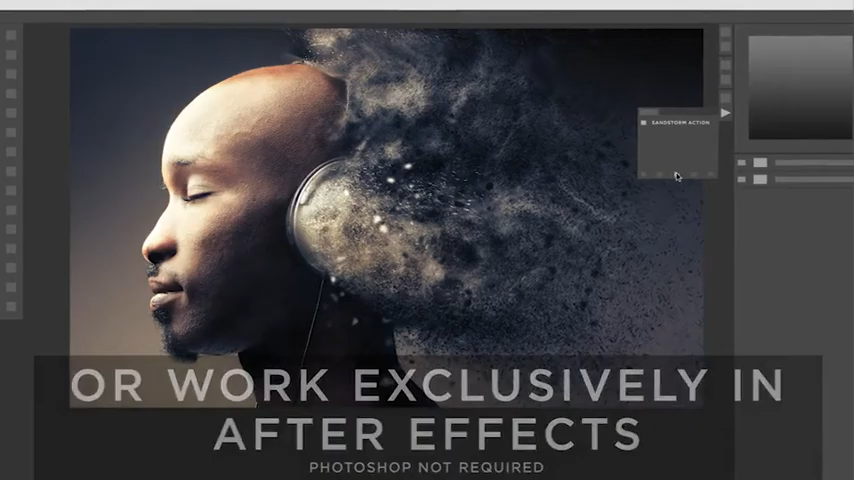 SANDSTORM ACTION
OR WORK EXCLUSIVELY IN
AFTER EFFECTS
PHOTOSHOP NOT REQUIRED